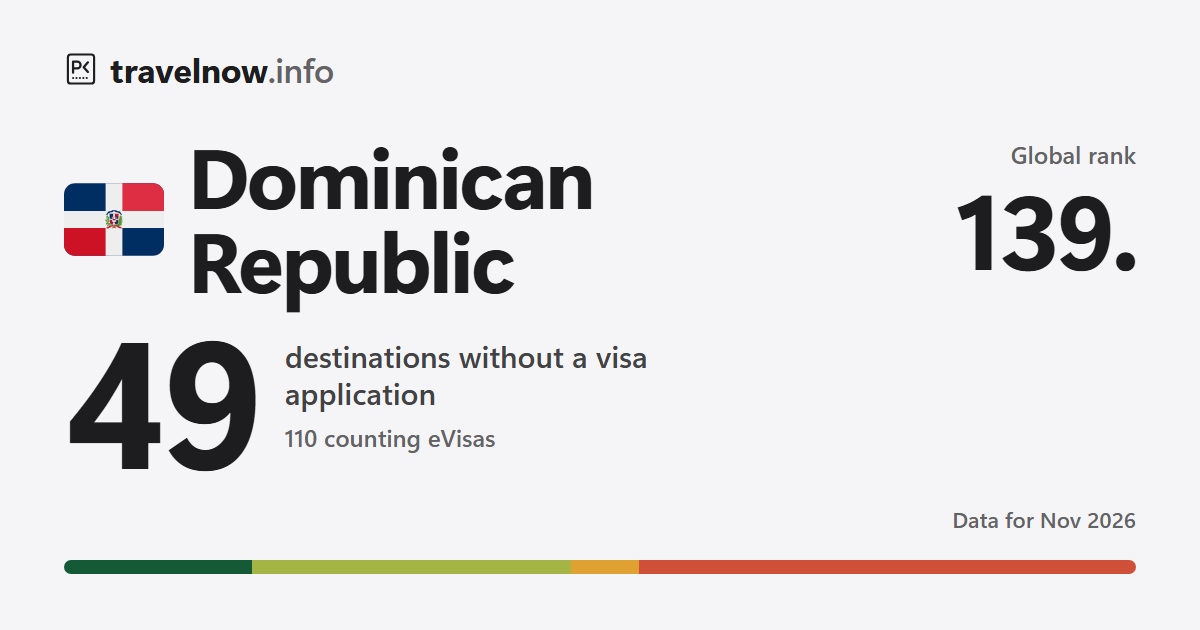 travelnow.info
Dominican
Republic
Global rank
139.
49
destinations without a visa
application
110 counting eVisas
Data for Nov 2026